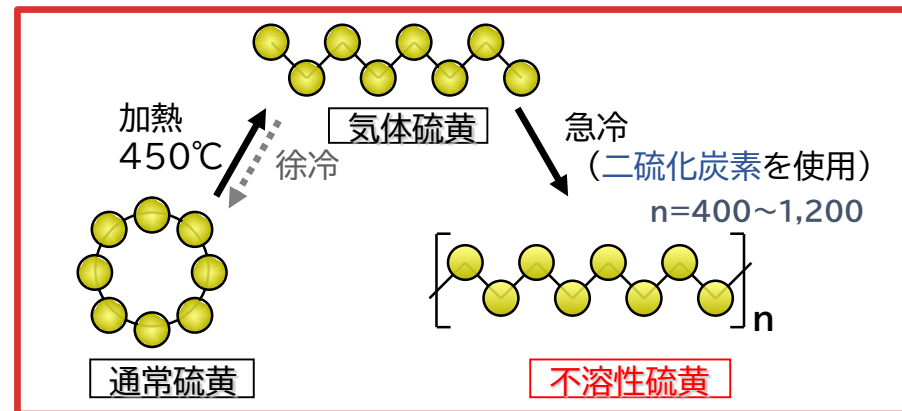 気体硫黄
加熱
450℃
徐冷
急冷
（二硫化炭素を使用）
n=400~1,200
n
通常硫黄
不溶性硫黄